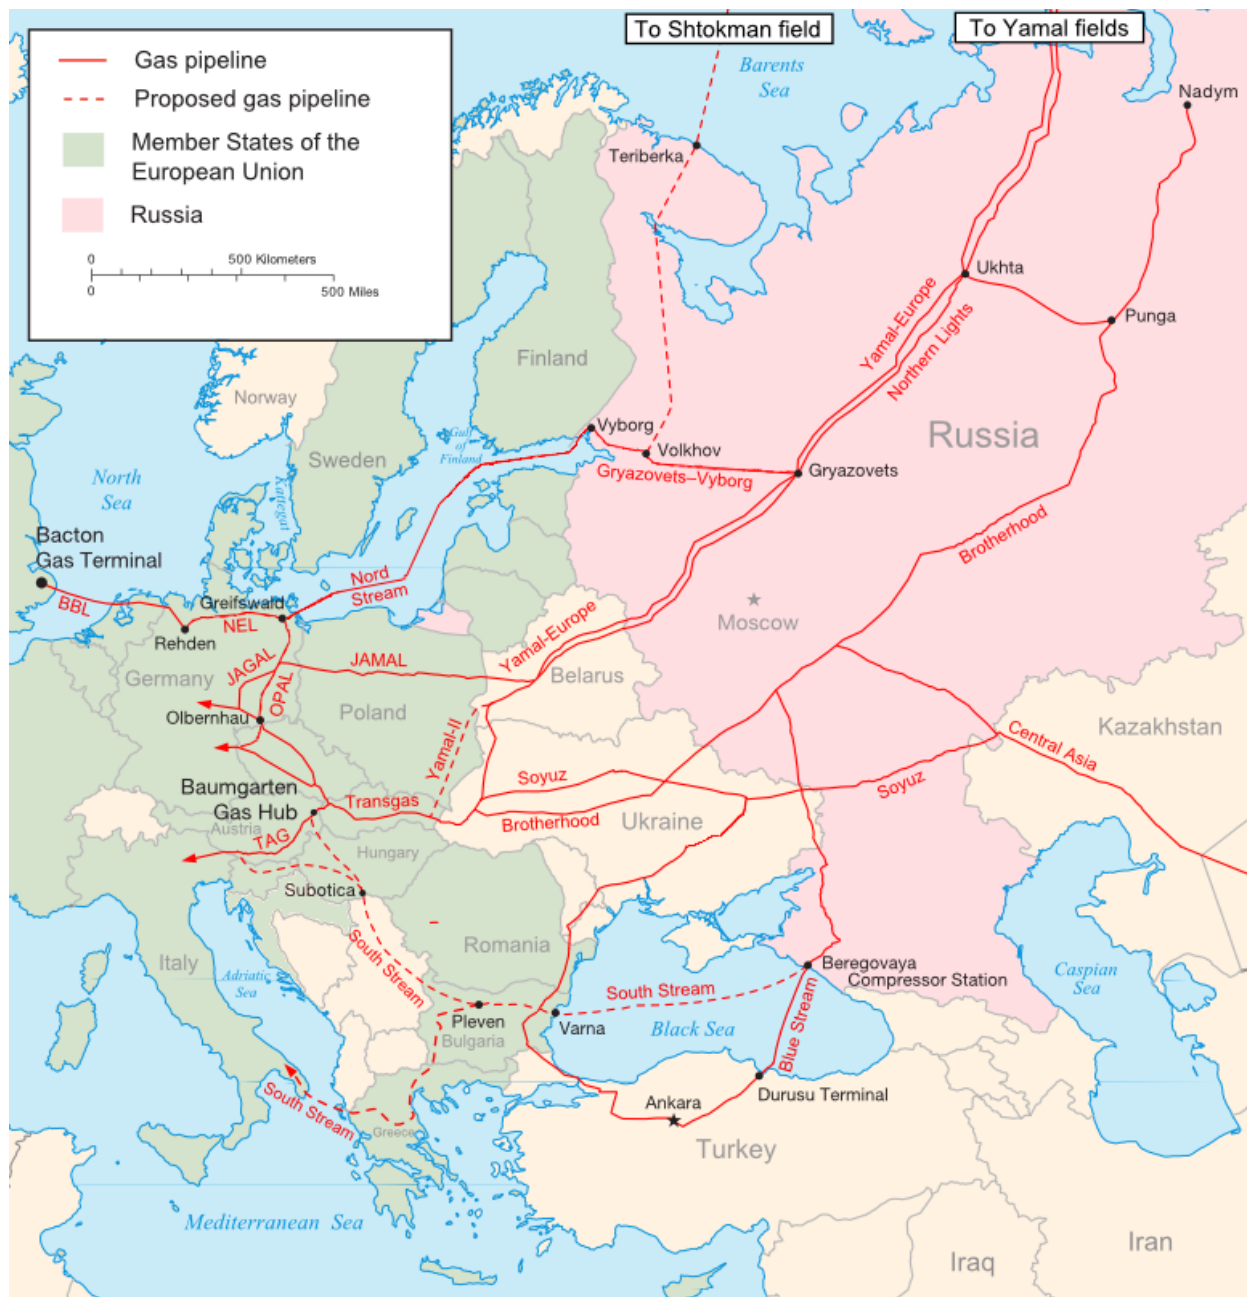 To Shtokman field
To Yamal fields
Gas pipeline
Proposed gas pipeline
Member States of the
European Union
Russia
0
500 Kilometers
0
500 Miles
Barents
Sea
Nadym
Teriberka
Ukhta
Punga
Yamal-Europe
Northern Lights
Finland
Norway
Sweden
Gulf
of
Finland
Vyborg
Volkhov
Gryazovets–Vyborg
Gryazovets
Russia
North
Sea
Kattegat
Brotherhood
Bacton
Gas Terminal
BBL
Greifswald
NEL
Rehden
Nord
Stream
Moscow
Yamal-Europe
JAGAL
JAMAL
OPAL
Germany
Belarus
Poland
Olbernhau
Yamal-II
Kazakhstan
Central Asia
Baumgarten
Gas Hub
Transgas
Soyuz
Soyuz
Brotherhood
Ukraine
Austria
TAG
Hungary
Subotica
Romania
South Stream
Italy
Adriatic
Sea
Beregovaya
Compressor Station
Caspian
Sea
South Stream
Pleven
Bulgaria
Varna
Black Sea
Blue Stream
Durusu Terminal
Ankara
South Stream
Greece
Turkey
Mediterranean Sea
Iraq
Iran